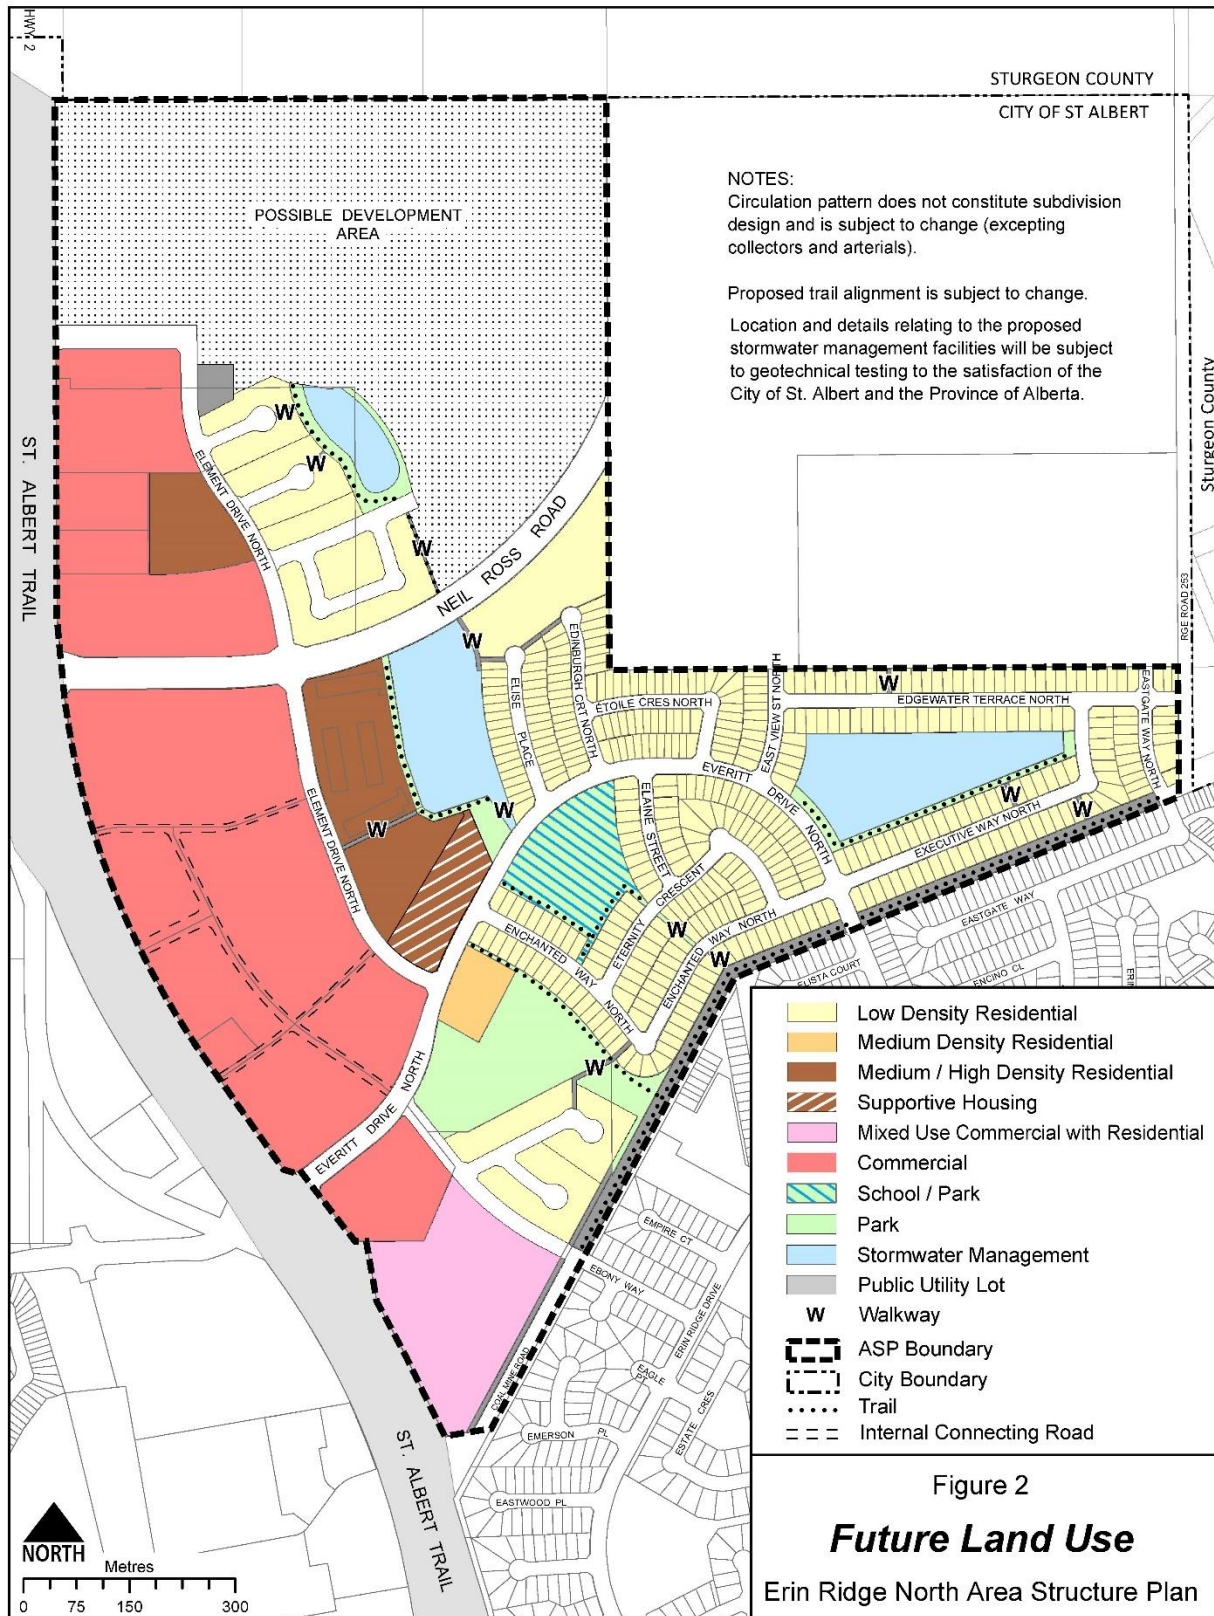 HWY 2
STURGEON COUNTY
CITY OF ST ALBERT
NOTES:
Circulation pattern does not constitute subdivision
design and is subject to change (excepting
collectors and arterials).
Proposed trail alignment is subject to change.
Location and details relating to the proposed
stormwater management facilities will be subject
to geotechnical testing to the satisfaction of the
City of St. Albert and the Province of Alberta.
POSSIBLE DEVELOPMENT
AREA
Sturgeon County
RGE ROAD 253
ST. ALBERT TRAIL
ELEMENT DRIVE NORTH
W
W
W
NEIL ROSS ROAD
W
EDINBURGH CRT NORTH
ELISE PLACE
ÉTOILE CRES NORTH
EAST VIEW ST NORTH
W
EDGEWATER TERRACE NORTH
EASTGATE WAY NORTH
EVERITT DRIVE NORTH
ELAINE STREET
W
W
W
W
EXECUTIVE WAY NORTH
ELEMENT DRIVE NORTH
ETERNITY CRESCENT
W
W
ENCHANTED WAY NORTH
ENCHANTED WAY NORTH
EASTGATE WAY
ELISTA COURT
ENCINO CL
W
EVERITT DRIVE NORTH
EMPIRE CT
EBONY WAY
ERIN RIDGE DRIVE
EAGLE PT
ESTATE CRES
COAL MINE ROAD
EMERSON PL
EASTWOOD PL
ST. ALBERT TRAIL
Low Density Residential
Medium Density Residential
Medium / High Density Residential
Supportive Housing
Mixed Use Commercial with Residential
Commercial
School / Park
Park
Stormwater Management
Public Utility Lot
W Walkway
ASP Boundary
City Boundary
Trail
Internal Connecting Road
NORTH
Metres
0 75 150 300
Figure 2
Future Land Use
Erin Ridge North Area Structure Plan